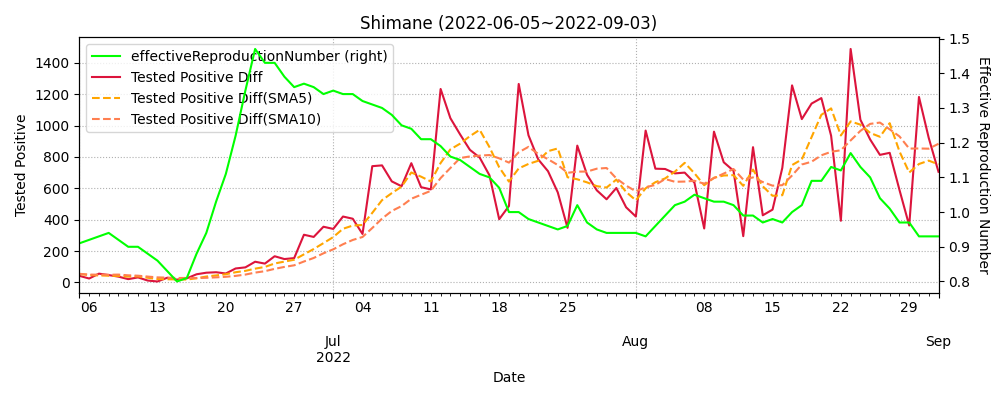 Shimane (2022-06-05~2022-09-03)
effectiveReproductionNumber (right)
Tested Positive Diff
Tested Positive Diff(SMA5)
Tested Positive Diff(SMA10)
Tested Positive
1400
1200
1000
800
600
400
200
0
1.5
1.4
1.3
1.2
1.1
1.0
0.9
0.8
Effective Reproduction Number
06 13 20 27 04 11 18 25 08 15 22 29
Jul Aug Sep
2022
Date